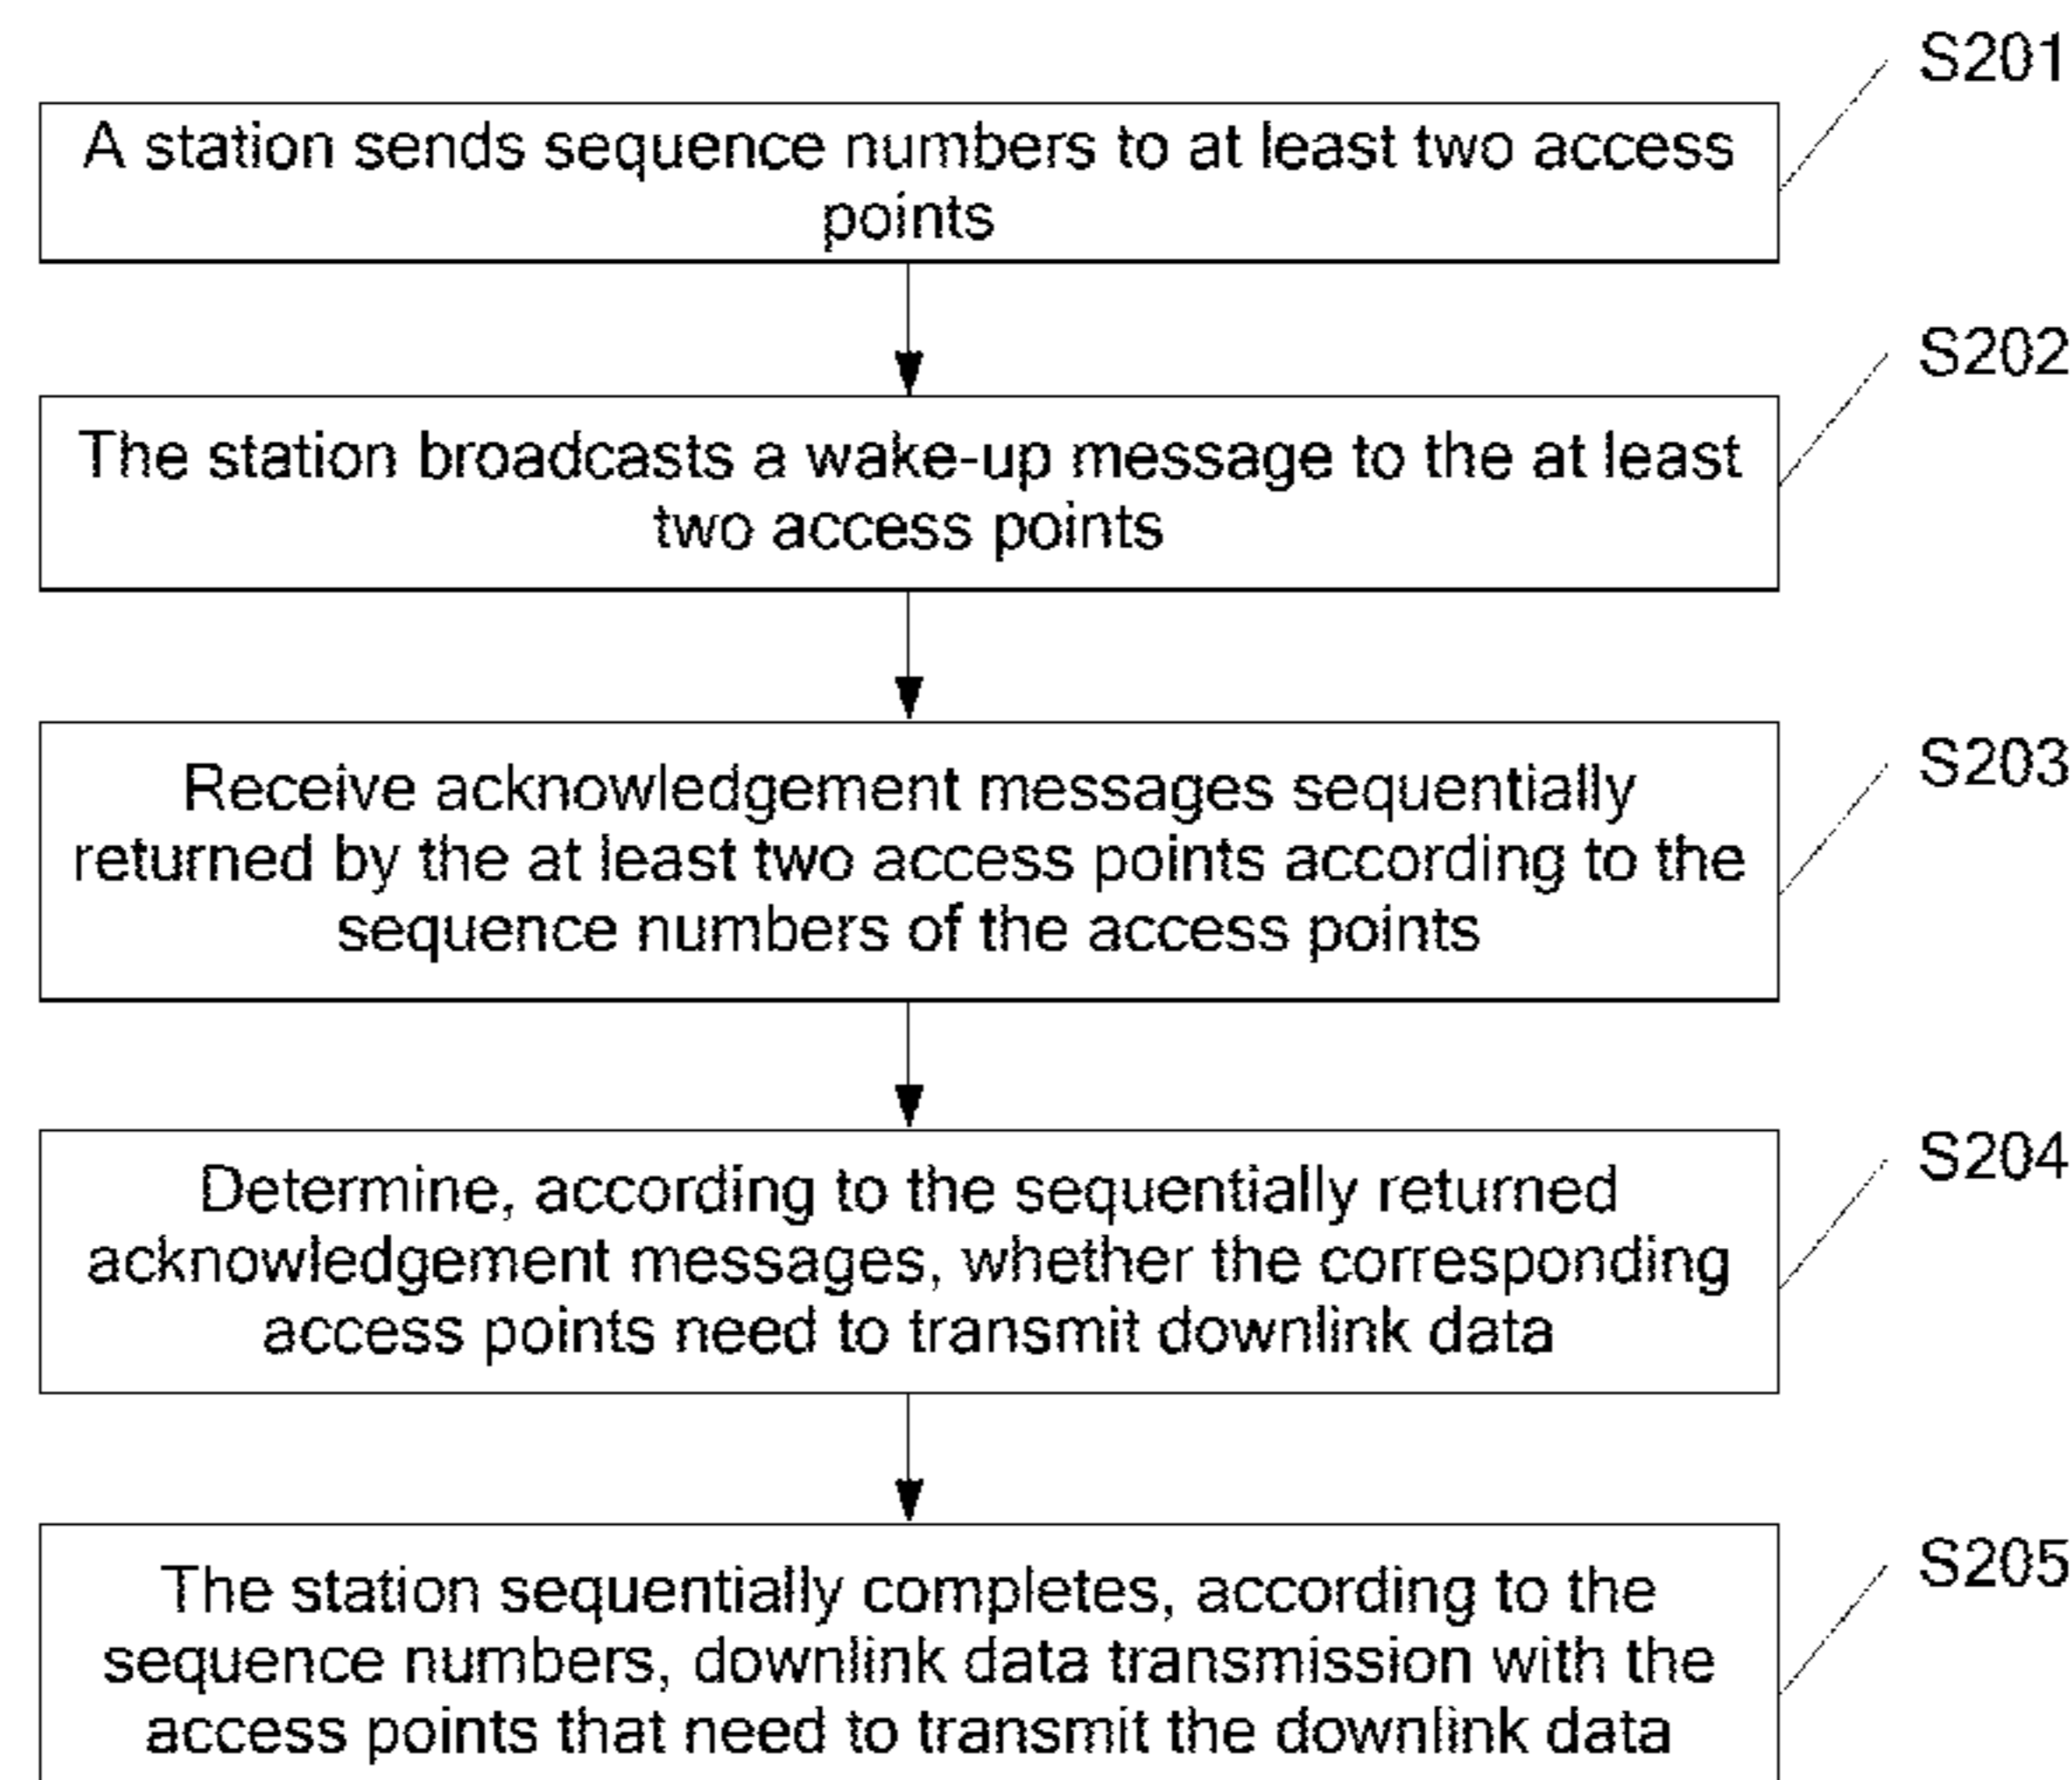 S201
A station sends sequence numbers to at least two access
points
S202
The station broadcasts a wake-up message to the at least
two access points
S203
Receive acknowledgement messages sequentially
returned by the at least two access points according to the
sequence numbers of the access points
S204
Determine, according to the sequentially returned
acknowledgement messages, whether the corresponding
access points need to transmit downlink data
S205
The station sequentially completes, according to the
sequence numbers, downlink data transmission with the
access points that need to transmit the downlink data